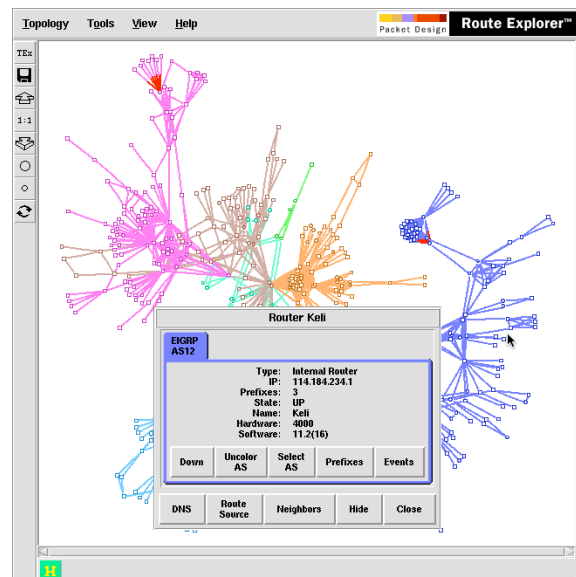 Topology Tools View Help
Packet Design
Route Explorer™
TEx
1:1
Router Keli
EIGRP
AS12
Type: Internal Router
IP: 114.184.234.1
Prefixes: 3
State: UP
Name: Keli
Hardware: 4000
Software: 11.2(16)
Down
Uncolor
AS
Select
AS
Prefixes
Events
DNS
Route
Source
Neighbors
Hide
Close
H